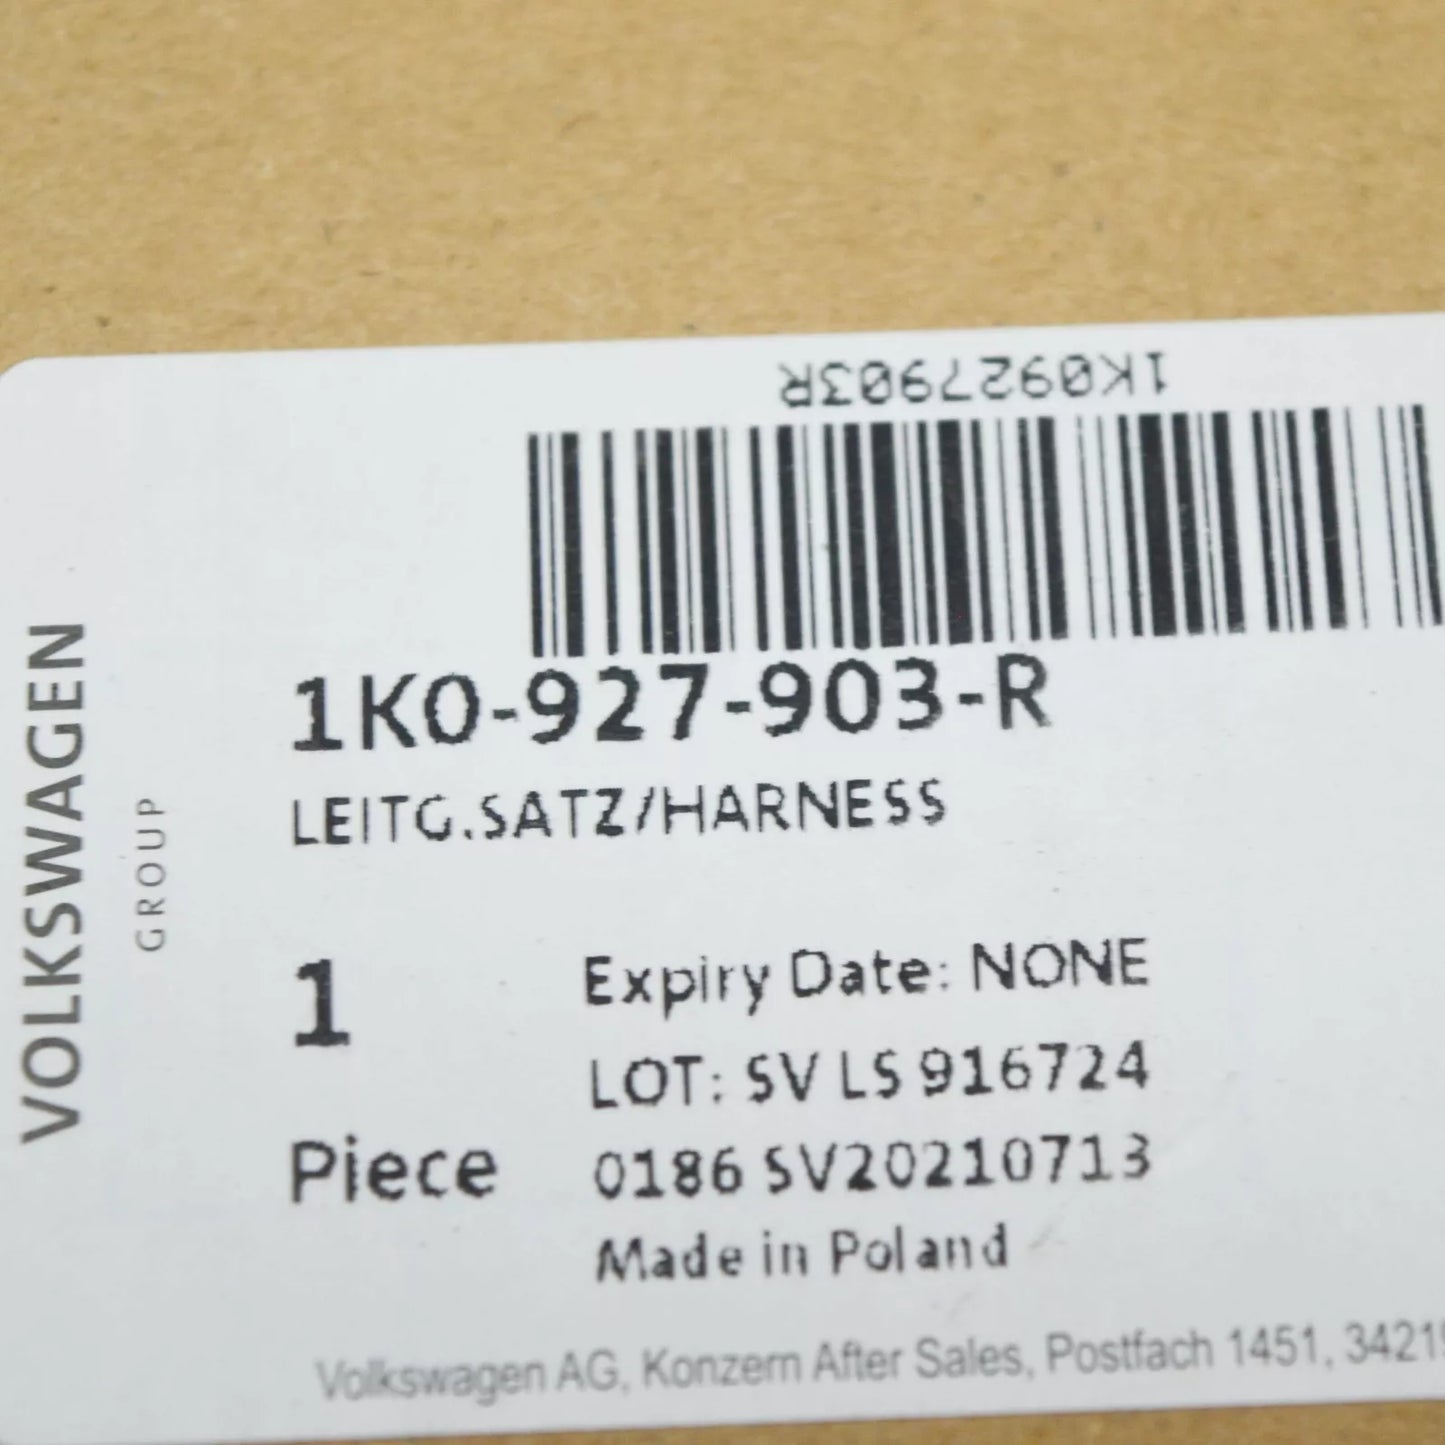 1K0927903R
1K0-927-903-R
LEITG.SATZ/HARNESS
1
Piece
Expiry Date: NONE
LOT: SV LS 916724
0186 SV20210713
Made in Poland
Volkswagen AG, Konzern After Sales, Postfach 1451, 34219
VOLKSWAGEN
GROUP